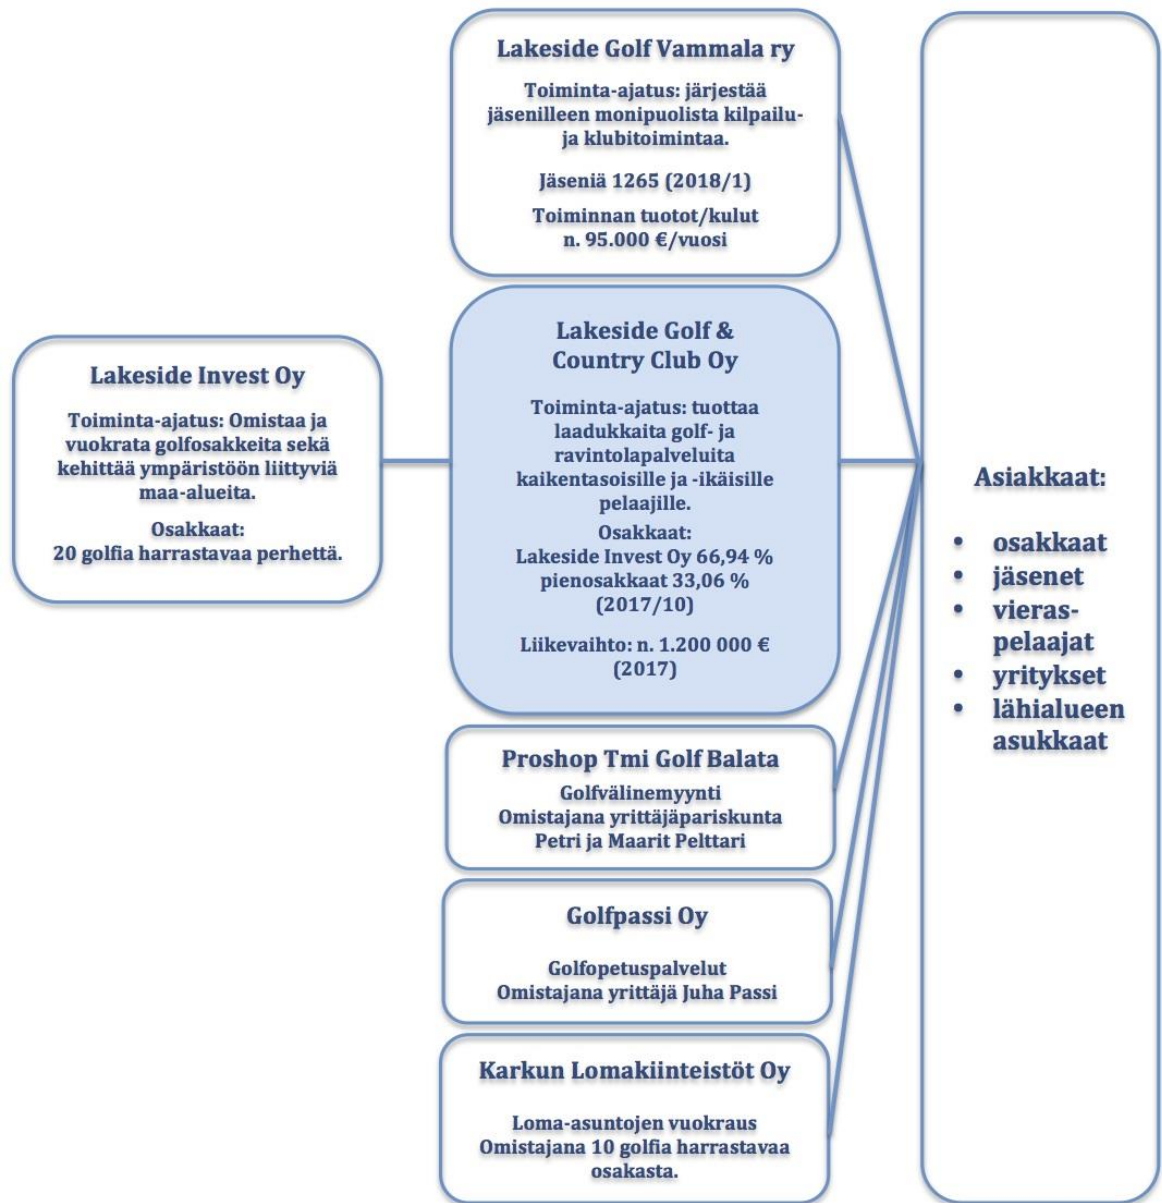 Lakeside Golf Vammala ry
Toiminta-ajatus: järjestää
jäsenilleen monipuolista kilpailu-
ja klubitoimintaa.
Jäseniä 1265 (2018/1)
Toiminnan tuotot/kulut
n. 95.000 €/vuosi
Lakeside Invest Oy
Toiminta-ajatus: Omistaa ja
vuokrata golfosakkeita sekä
kehittää ympäristöön liittyviä
maa-alueita.
Osakkaat:
20 golfia harrastavaa perhettä.
Lakeside Golf &
Country Club Oy
Toiminta-ajatus: tuottaa
laadukkaita golf- ja
ravintolapalveluita
kaikentasoisille ja -ikäisille
pelaajille.
Osakkaat:
Lakeside Invest Oy 66,94 %
pienosakkaat 33,06 %
(2017/10)
Liikevaihto: n. 1.200 000 €
(2017)
Proshop Tmi Golf Balata
Golfvälinemyynti
Omistajana yrittäjäpariskunta
Petri ja Maarit Pelttari
Golfpassi Oy
Golfopetuspalvelut
Omistajana yrittäjä Juha Passi
Karkun Lomakiinteistöt Oy
Loma-asuntojen vuokraus
Omistajana 10 golfia harrastavaa
osakasta.
Asiakkaat:
• osakkaat
• jäsenet
• vieras-
pelaajat
• yritykset
• lähialueen
asukkaat